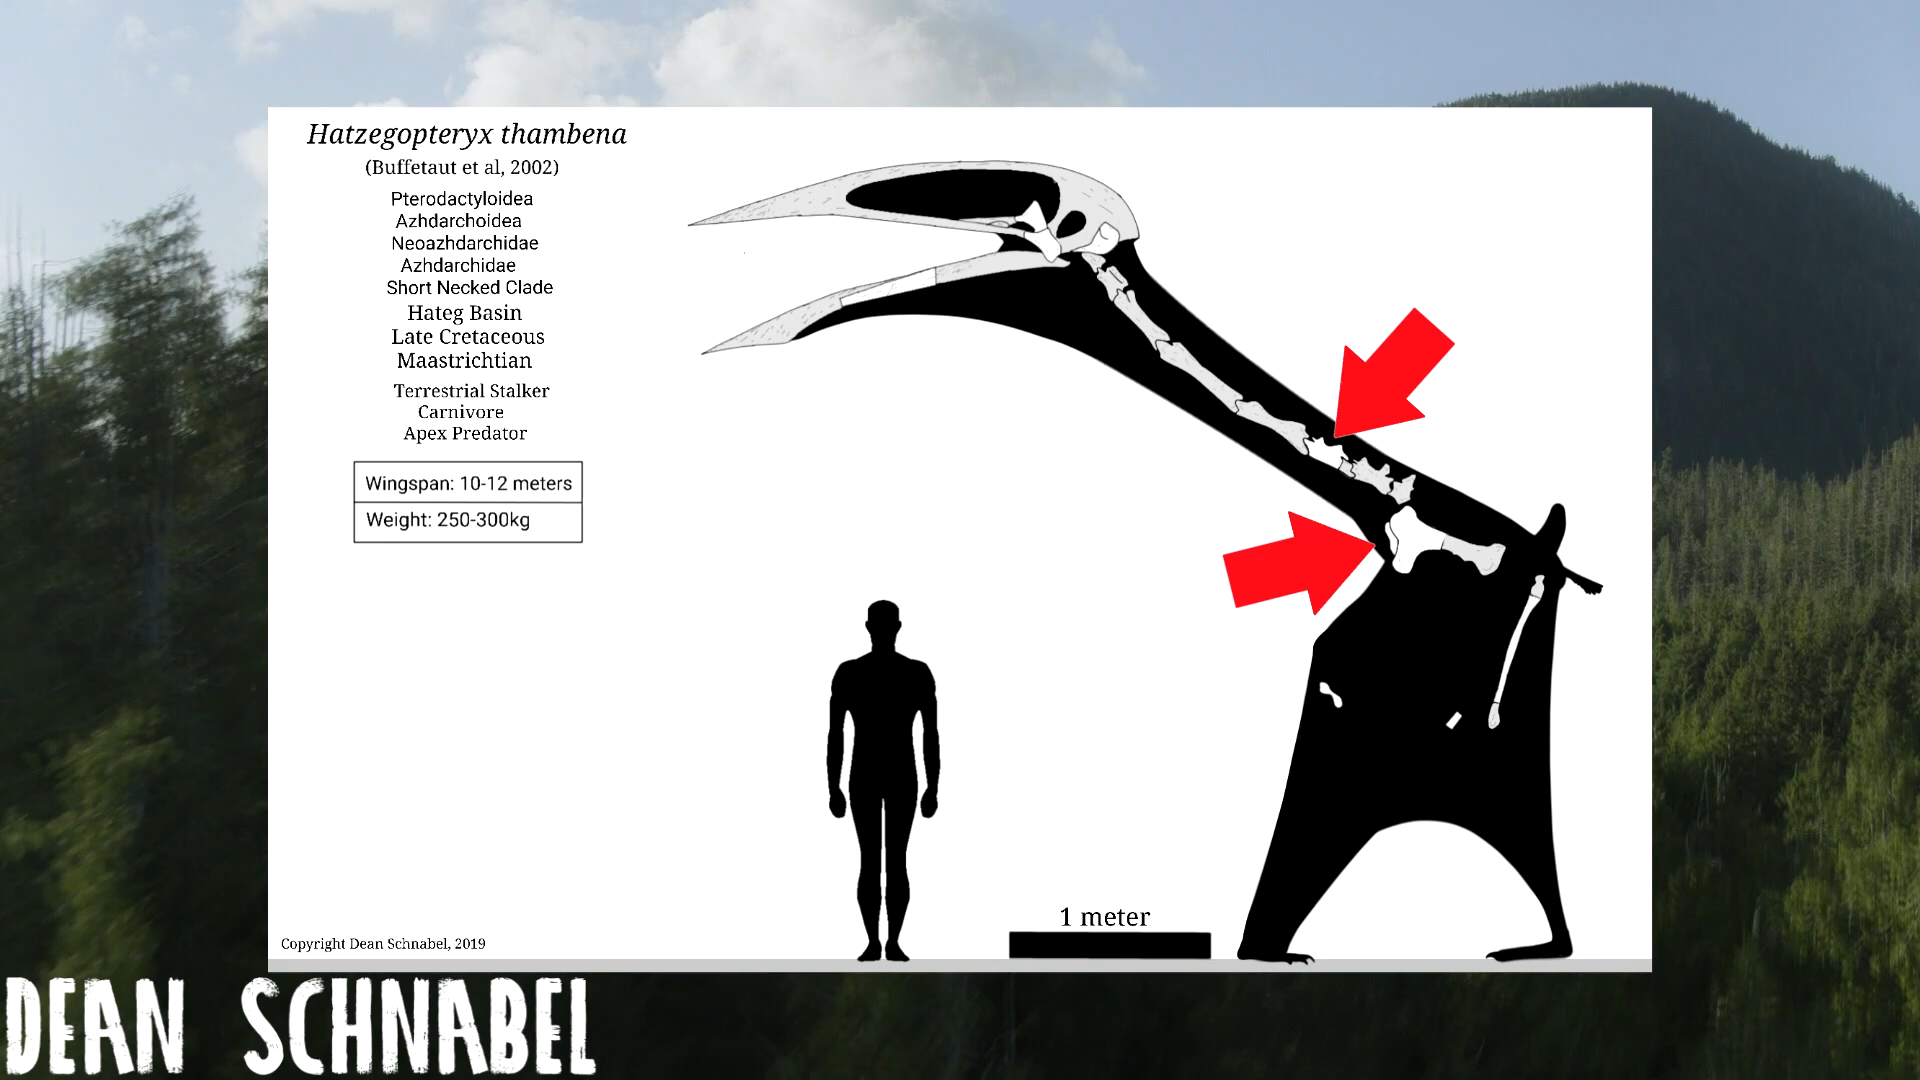 Hatzegopteryx thambena
(Buffetaut et al, 2002)
Pterodactyloidea
Azhdarchoidea
Neoazhdarchidae
Azhdarchidae
Short Necked Clade
Hateg Basin
Late Cretaceous
Maastrichtian
Terrestrial Stalker
Carnivore
Apex Predator
Wingspan: 10-12 meters
Weight: 250-300kg
1 meter
Copyright Dean Schnabel, 2019
DEAN SCHNABEL